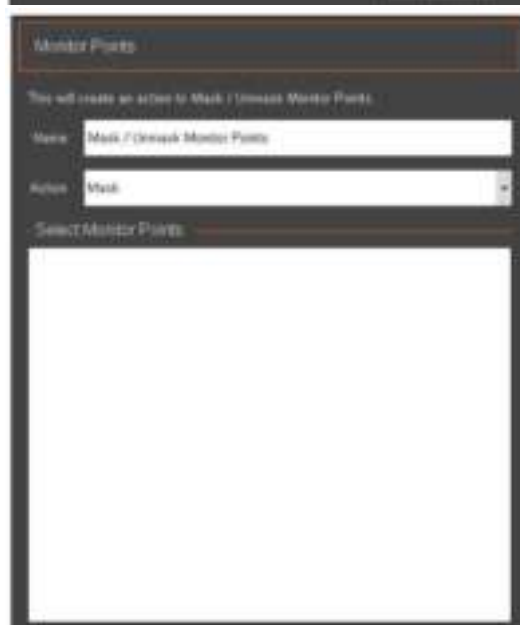 Monitor Points
This will create an action to Mask / Unmask Monitor Points.
Name Mask / Unmask Monitor Points
Action Mask
Select Monitor Points